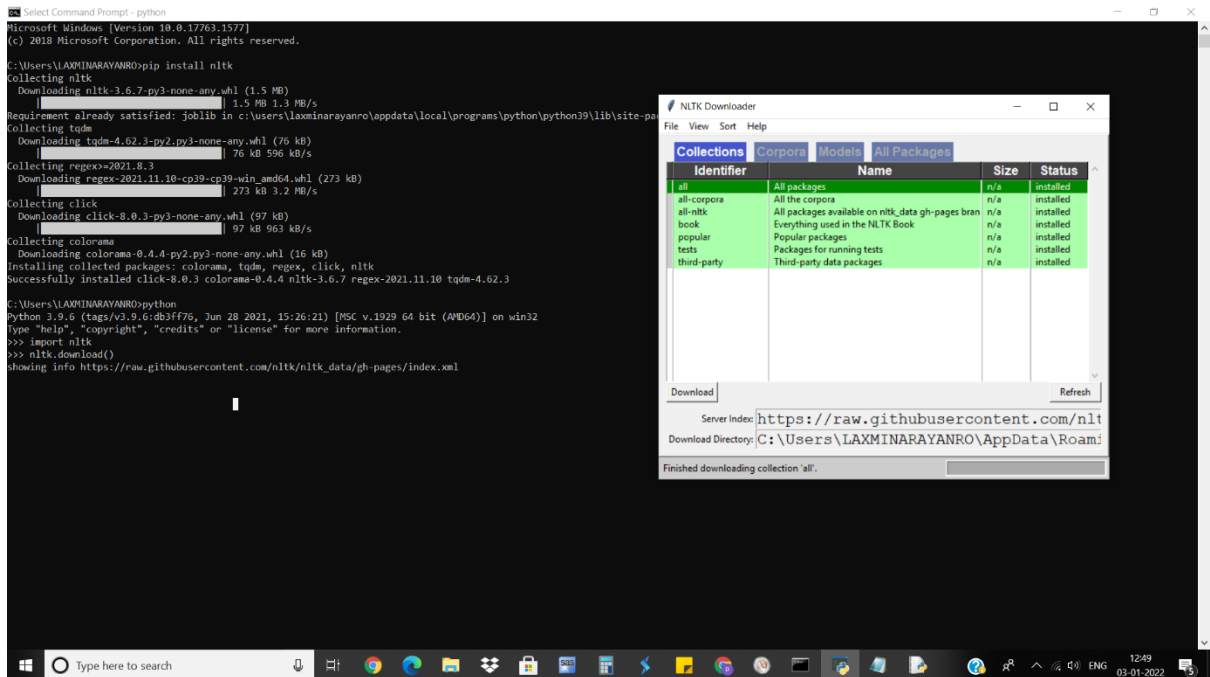 Select Command Prompt - python
Microsoft Windows [Version 10.0.17763.1577]
(c) 2018 Microsoft Corporation. All rights reserved.
C:\Users\LAXMINARAYANRO>pip install nltk
Collecting nltk
Downloading nltk-3.6.7-py3-none-any.whl (1.5 MB)
| | 1.5 MB 1.3 MB/s
Requirement already satisfied: joblib in c:\users\laxminarayanro\appdata\local\programs\python\python39\lib\site-pa
Collecting tqdm
Downloading tqdm-4.62.3-py2.py3-none-any.whl (76 kB)
| | 76 kB 596 kB/s
Collecting regex>=2021.8.3
Downloading regex-2021.11.10-cp39-cp39-win_amd64.whl (273 kB)
| | 273 kB 3.2 MB/s
Collecting click
Downloading click-8.0.3-py3-none-any.whl (97 kB)
| | 97 kB 963 kB/s
Collecting colorama
Downloading colorama-0.4.4-py2.py3-none-any.whl (16 kB)
Installing collected packages: colorama, tqdm, regex, click, nltk
Successfully installed click-8.0.3 colorama-0.4.4 nltk-3.6.7 regex-2021.11.10 tqdm-4.62.3
C:\Users\LAXMINARAYANRO>python
Python 3.9.6 (tags/v3.9.6:db3ff76, Jun 28 2021, 15:26:21) [MSC v.1929 64 bit (AMD64)] on win32
Type "help", "copyright", "credits" or "license" for more information.
>>> import nltk
>>> nltk.download()
showing info https://raw.githubusercontent.com/nltk/nltk_data/gh-pages/index.xml
NLTK Downloader
File View Sort Help
Collections Corpora Models All Packages
Identifier Name Size Status
all All packages n/a installed
all-corpora All the corpora n/a installed
all-nltk All packages available on nltk_data gh-pages bran n/a installed
book Everything used in the NLTK Book n/a installed
popular Popular packages n/a installed
tests Packages for running tests n/a installed
third-party Third-party data packages n/a installed
Download Refresh
Server Index: https://raw.githubusercontent.com/nlt
Download Directory: C:\Users\LAXMINARAYANRO\AppData\Roami
Finished downloading collection 'all'.
Type here to search
SAS
ENG
12:49
03-01-2022
5